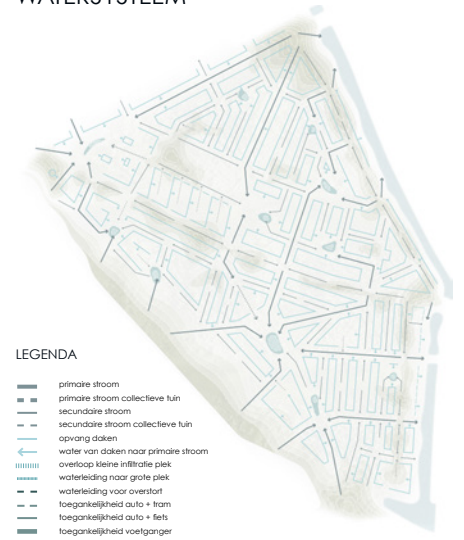 WATERSYSTEEM
LEGENDA
primaire stroom
primaire stroom collectieve tuin
secundaire stroom
secundaire stroom collectieve tuin
opvang daken
water van daken naar primaire stroom
overloop kleine infiltratie plek
waterleiding naar grote plek
waterleiding voor overstort
toegankelijkheid auto + tram
toegankelijkheid auto + fiets
toegankelijkheid voetganger